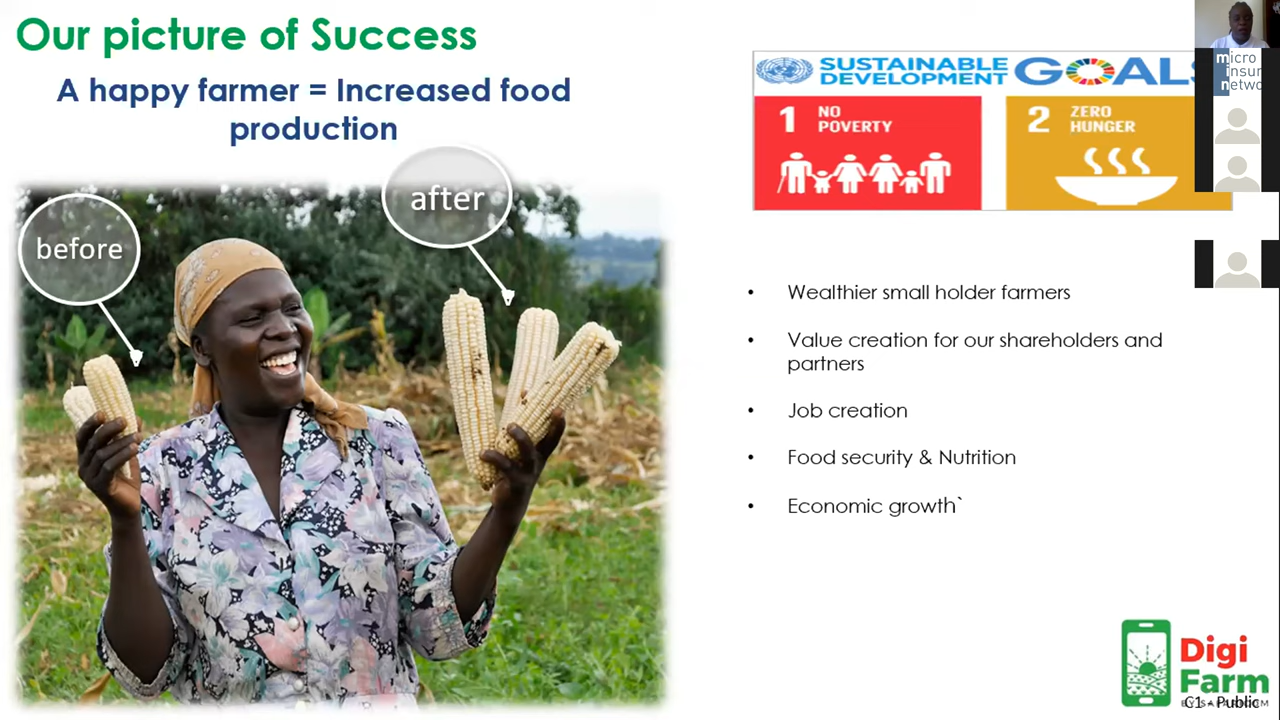 Our picture of Success
A happy farmer = Increased food
production
before
after
SUSTAINABLE
DEVELOPMENT
1 NO
POVERTY
2 ZERO
HUNGER
micro
• Wealthier small holder farmers
• Value creation for our shareholders and
partners
• Job creation
• Food security & Nutrition
• Economic growth`
Digi
Farm
C1 - Public